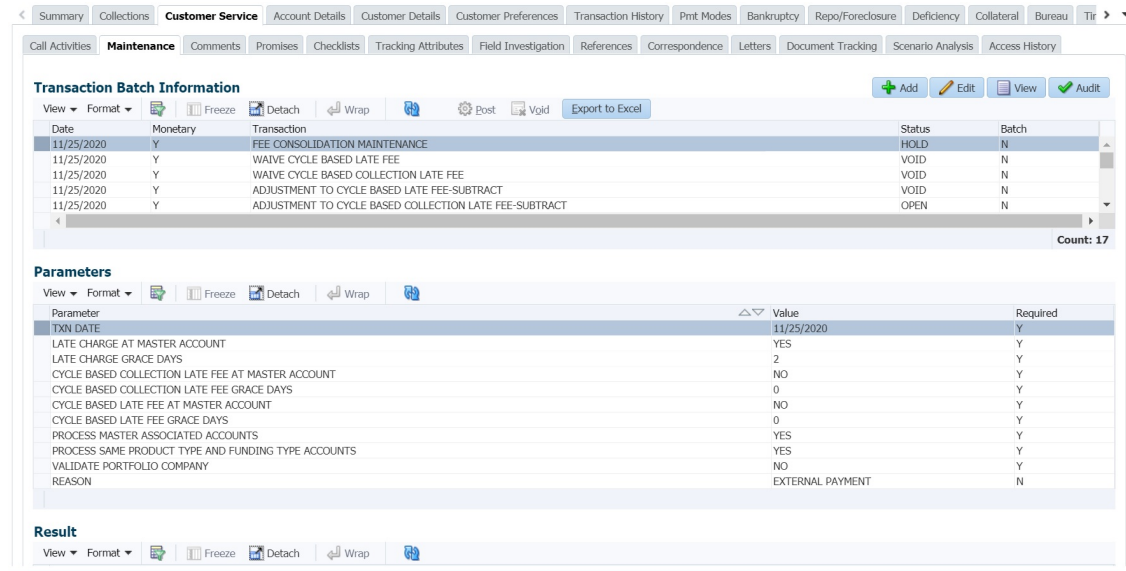 Summary Collections Customer Service Account Details Customer Details Customer Preferences Transaction History Pmt Modes Bankruptcy Repo/Foreclosure Deficiency Collateral Bureau
Call Activities Maintenance Comments Promises Checklists Tracking Attributes Field Investigation References Correspondence Letters Document Tracking Scenario Analysis Access History
Transaction Batch Information Add Edit View Audit
View Format Freeze Detach Wrap Post Void Export to Excel
Date Monetary Transaction Status Batch
11/25/2020 Y FEE CONSOLIDATION MAINTENANCE HOLD N
11/25/2020 Y WAIVE CYCLE BASED LATE FEE VOID N
11/25/2020 Y WAIVE CYCLE BASED COLLECTION LATE FEE VOID N
11/25/2020 Y ADJUSTMENT TO CYCLE BASED LATE FEE-SUBTRACT VOID N
11/25/2020 Y ADJUSTMENT TO CYCLE BASED COLLECTION LATE FEE-SUBTRACT OPEN N
Count: 17
Parameters
View Format Freeze Detach Wrap
Parameter Value Required
TXN DATE 11/25/2020 Y
LATE CHARGE AT MASTER ACCOUNT YES Y
LATE CHARGE GRACE DAYS 2 Y
CYCLE BASED COLLECTION LATE FEE AT MASTER ACCOUNT NO Y
CYCLE BASED COLLECTION LATE FEE GRACE DAYS 0 Y
CYCLE BASED LATE FEE AT MASTER ACCOUNT NO Y
CYCLE BASED LATE FEE GRACE DAYS 0 Y
PROCESS MASTER ASSOCIATED ACCOUNTS YES Y
PROCESS SAME PRODUCT TYPE AND FUNDING TYPE ACCOUNTS YES Y
VALIDATE PORTFOLIO COMPANY NO Y
REASON EXTERNAL PAYMENT N
Result
View Format Freeze Detach Wrap